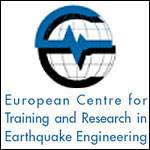 European Centre for
Training and Research in
Earthquake Engineering